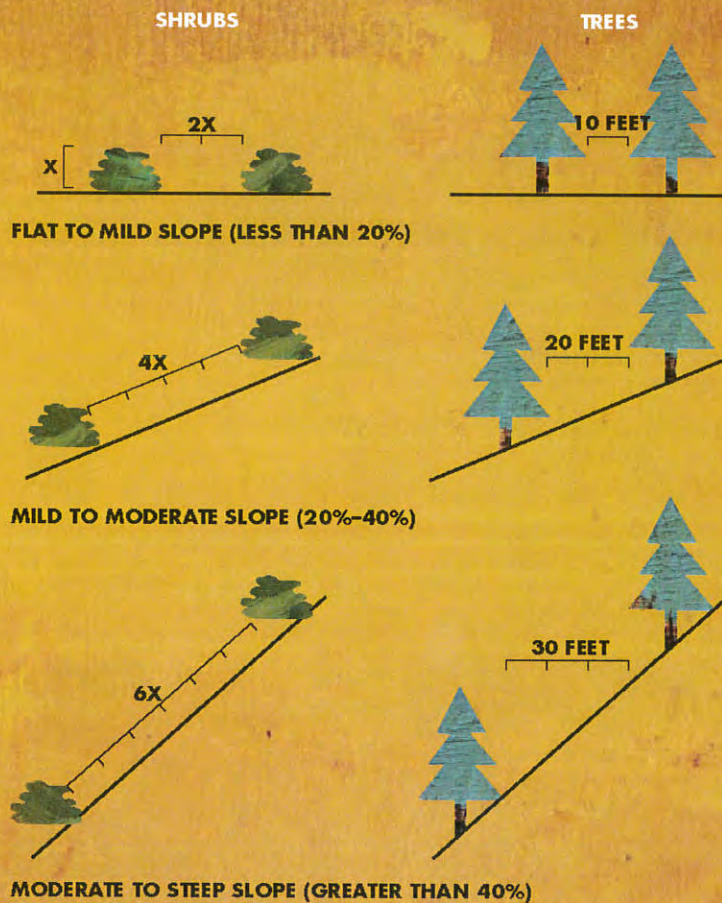 SHRUBS
TREES
X
2X
10 FEET
FLAT TO MILD SLOPE (LESS THAN 20%)
4X
20 FEET
MILD TO MODERATE SLOPE (20%–40%)
6X
30 FEET
MODERATE TO STEEP SLOPE (GREATER THAN 40%)